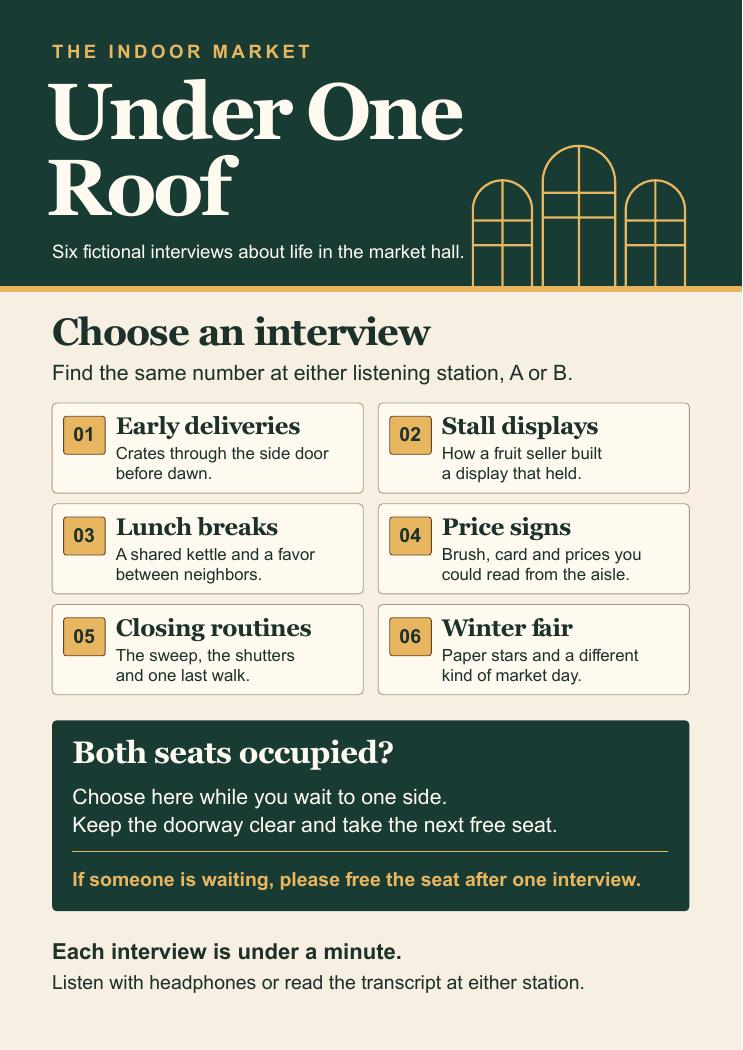 THE INDOOR MARKET
Under One
Roof
Six fictional interviews about life in the market hall.
Choose an interview
Find the same number at either listening station, A or B.
01
Early deliveries
Crates through the side door
before dawn.
02
Stall displays
How a fruit seller built
a display that held.
03
Lunch breaks
A shared kettle and a favor
between neighbors.
04
Price signs
Brush, card and prices you
could read from the aisle.
05
Closing routines
The sweep, the shutters
and one last walk.
06
Winter fair
Paper stars and a different
kind of market day.
Both seats occupied?
Choose here while you wait to one side.
Keep the doorway clear and take the next free seat.
If someone is waiting, please free the seat after one interview.
Each interview is under a minute.
Listen with headphones or read the transcript at either station.